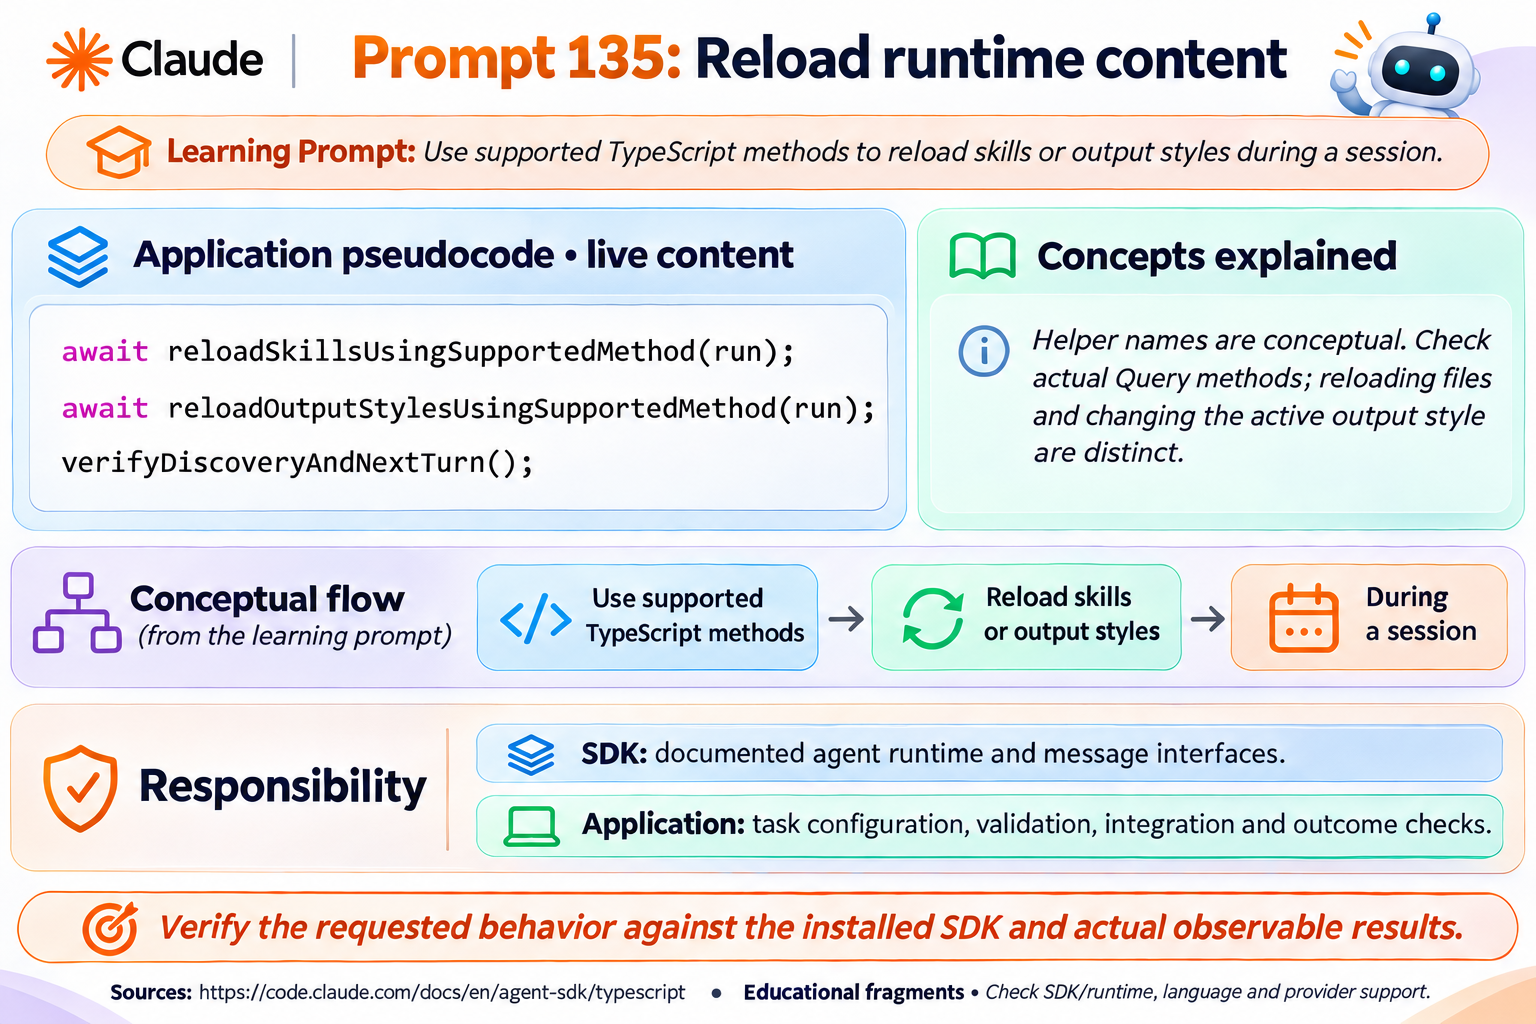 Claude
Prompt 135: Reload runtime content
Learning Prompt: Use supported TypeScript methods to reload skills or output styles during a session.
Application pseudocode • live content
await reloadSkillsUsingSupportedMethod(run);
await reloadOutputStylesUsingSupportedMethod(run);
verifyDiscoveryAndNextTurn();
Concepts explained
Helper names are conceptual. Check
actual Query methods; reloading files
and changing the active output style
are distinct.
Conceptual flow
(from the learning prompt)
Use supported
TypeScript methods
Reload skills
or output styles
During
a session
Responsibility
SDK: documented agent runtime and message interfaces.
Application: task configuration, validation, integration and outcome checks.
Verify the requested behavior against the installed SDK and actual observable results.
Sources: https://code.claude.com/docs/en/agent-sdk/typescript • Educational fragments • Check SDK/runtime, language and provider support.